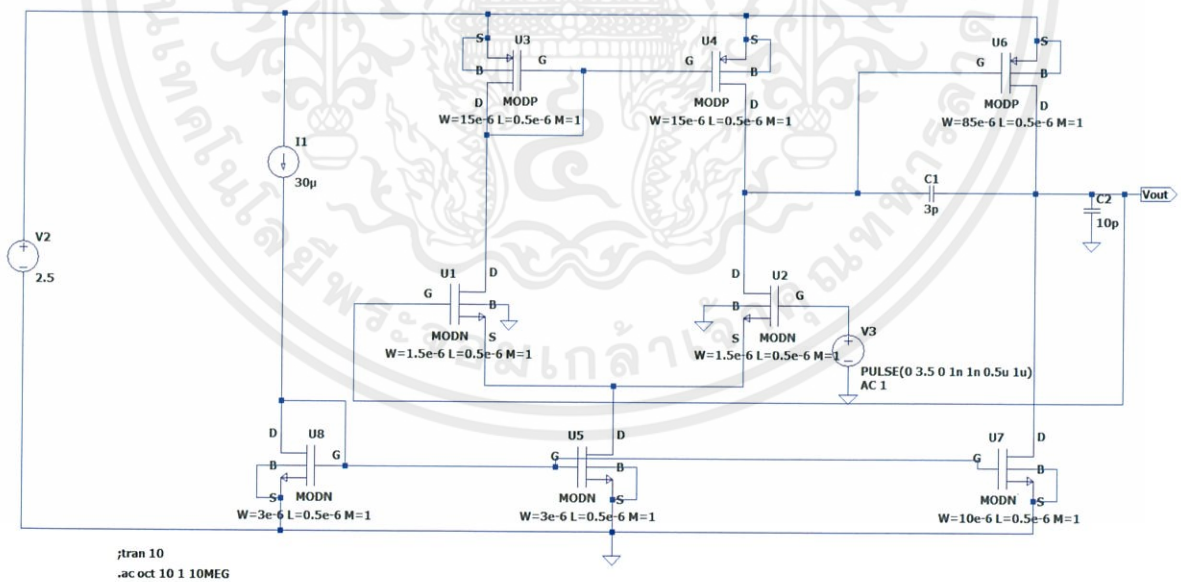 S
U3
G
B
D
MODP
W=15e-6 L=0.5e-6 M=1
U4
S
G
B
D
MODP
W=15e-6 L=0.5e-6 M=1
U6
S
G
B
D
MODP
W=85e-6 L=0.5e-6 M=1
I1
30µ
C1
3p
C2
10p
Vout
V2
2.5
U1
D
G
B
S
MODN
W=1.5e-6 L=0.5e-6 M=1
D
U2
B
G
S
MODN
W=1.5e-6 L=0.5e-6 M=1
V3
PULSE(0 3.5 0 1n 1n 0.5u 1u)
AC 1
D
U8
B
G
S
MODN
W=3e-6 L=0.5e-6 M=1
U5
D
G
B
S
MODN
W=3e-6 L=0.5e-6 M=1
U7
D
G
B
S
MODN
W=10e-6 L=0.5e-6 M=1
;tran 10
.ac oct 10 1 10MEG